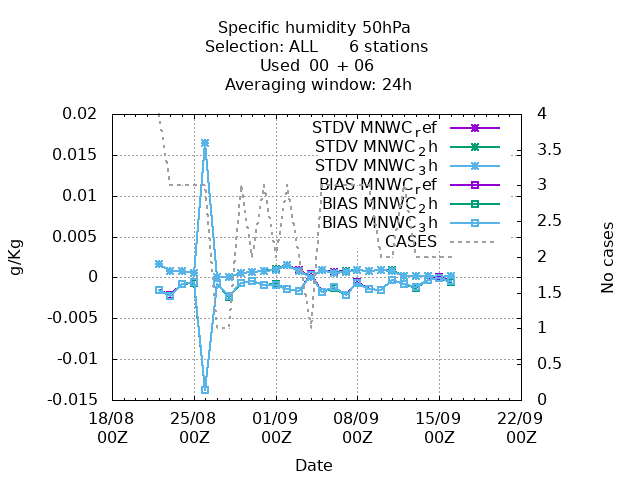 Specific humidity 50hPa
Selection: ALL 6 stations
Used 00 + 06
Averaging window: 24h
0.02
0.015
0.01
0.005
0
-0.005
-0.01
-0.015
g/Kg
4
3.5
3
2.5
2
1.5
1
0.5
0
No cases
STDV MNWC_ref
STDV MNWC_2h
STDV MNWC_3h
BIAS MNWC_ref
BIAS MNWC_2h
BIAS MNWC_3h
CASES
18/08 25/08 01/09 08/09 15/09 22/09
00Z 00Z 00Z 00Z 00Z 00Z
Date